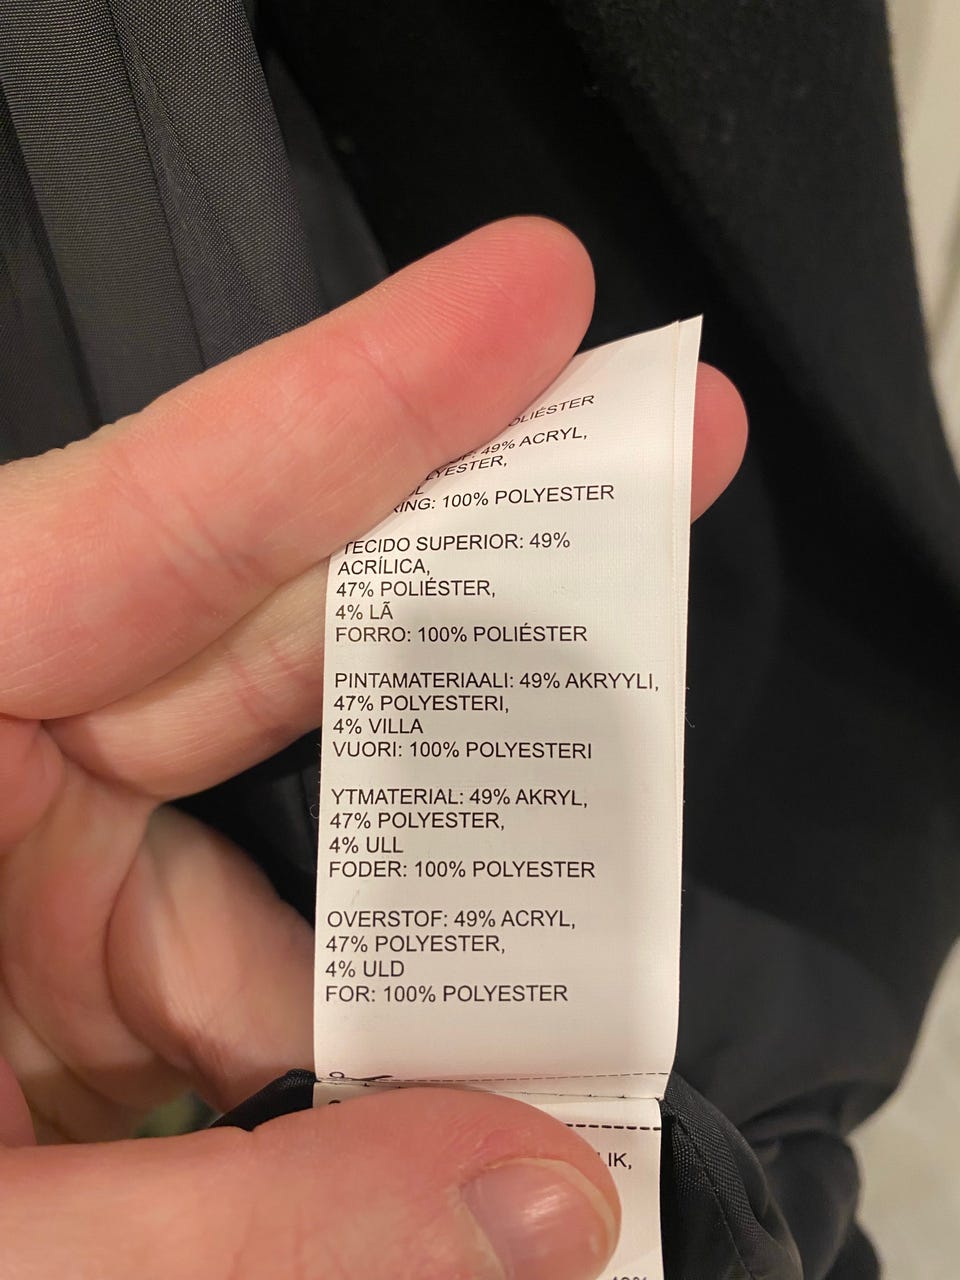 49% ACRYL,
100% POLYESTER
TECIDO SUPERIOR: 49%
ACRÍLICA,
47% POLIÉSTER,
4% LÃ
FORRO: 100% POLIÉSTER
PINTAMATERIAALI: 49% AKRYYLI,
47% POLYESTERI,
4% VILLA
VUORI: 100% POLYESTERI
YTMATERIAL: 49% AKRYL,
47% POLYESTER,
4% ULL
FODER: 100% POLYESTER
OVERSTOF: 49% ACRYL,
47% POLYESTER,
4% ULD
FOR: 100% POLYESTER